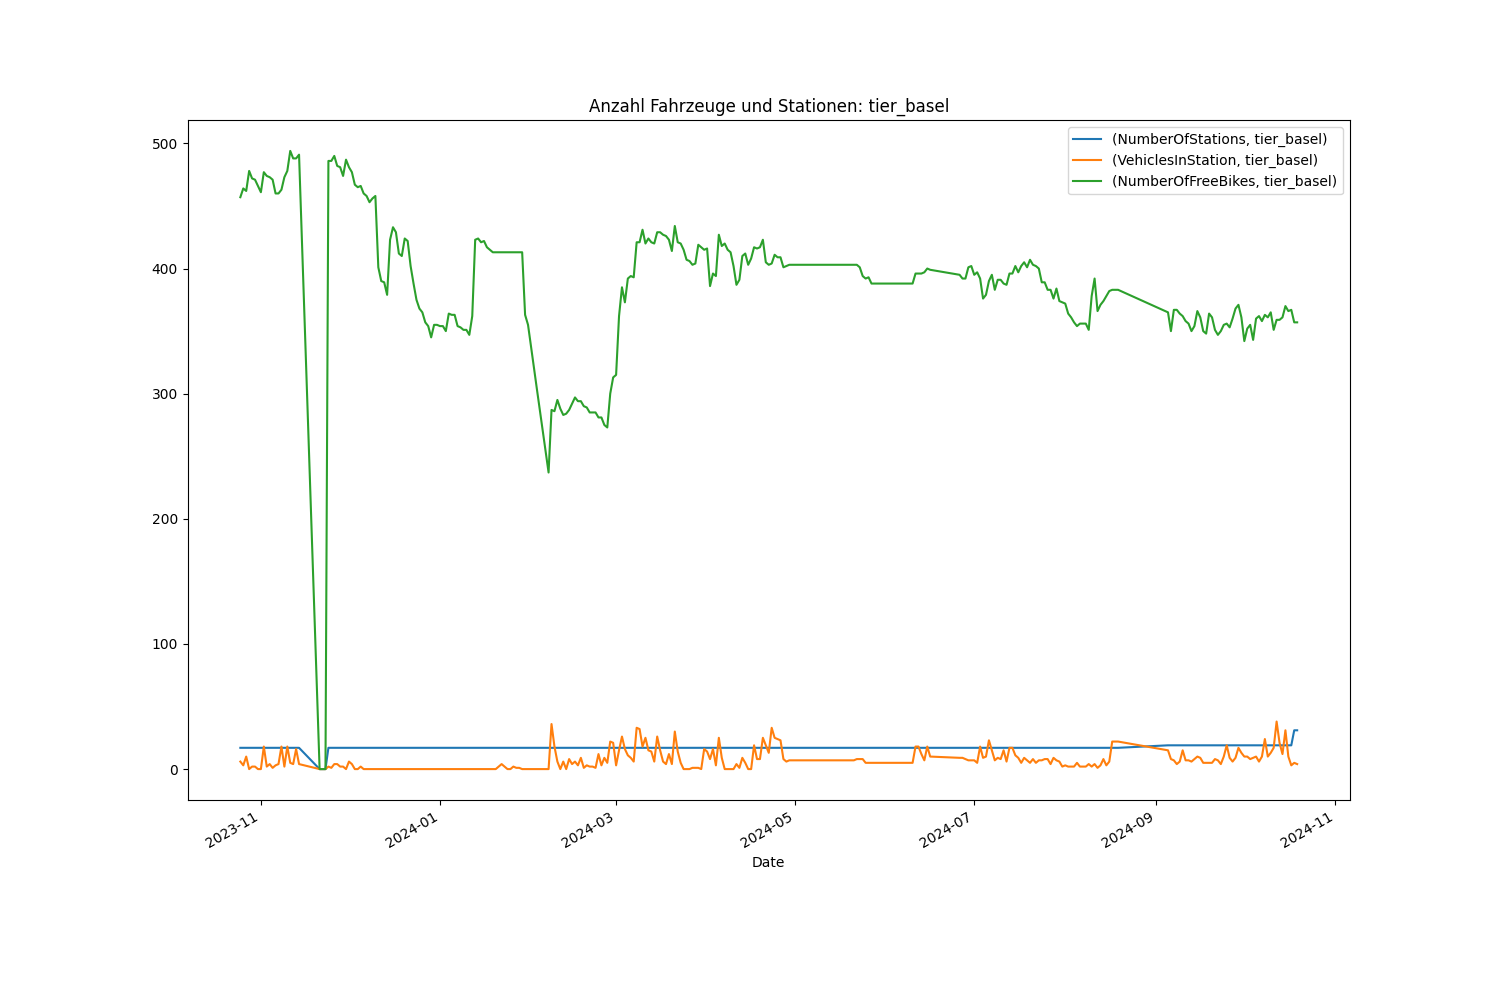 Anzahl Fahrzeuge und Stationen: tier_basel
(NumberOfStations, tier_basel)
(VehiclesInStation, tier_basel)
(NumberOfFreeBikes, tier_basel)
500
400
300
200
100
0
2023-11
2024-01
2024-03
2024-05
2024-07
2024-09
2024-11
Date